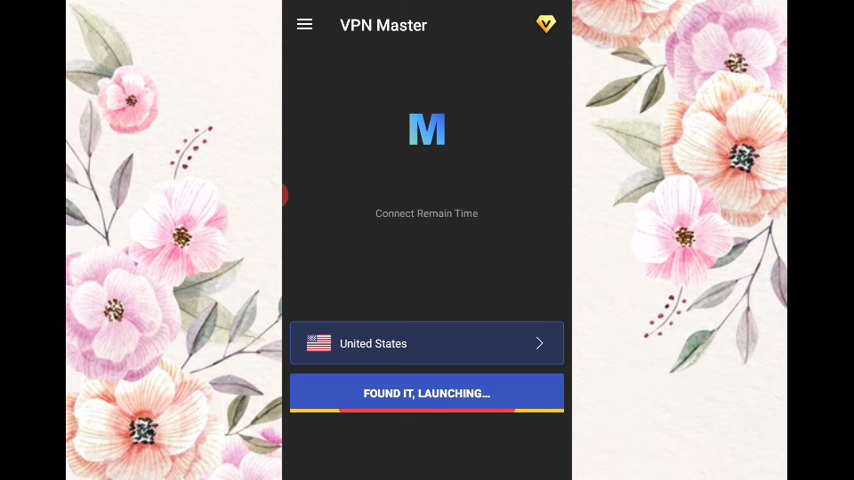 VPN Master
M
Connect Remain Time
United States
FOUND IT, LAUNCHING...